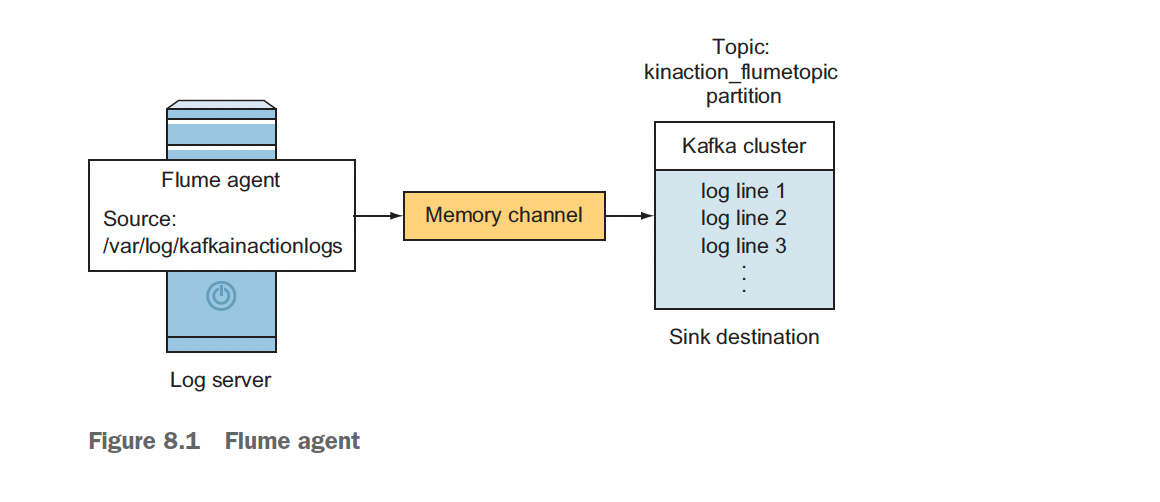 Topic:
kinaction_flumetopic
partition
Kafka cluster
Flume agent
Source:
/var/log/kafkainactionlogs
Memory channel
log line 1
log line 2
log line 3
Sink destination
Log server
Figure 8.1 Flume agent